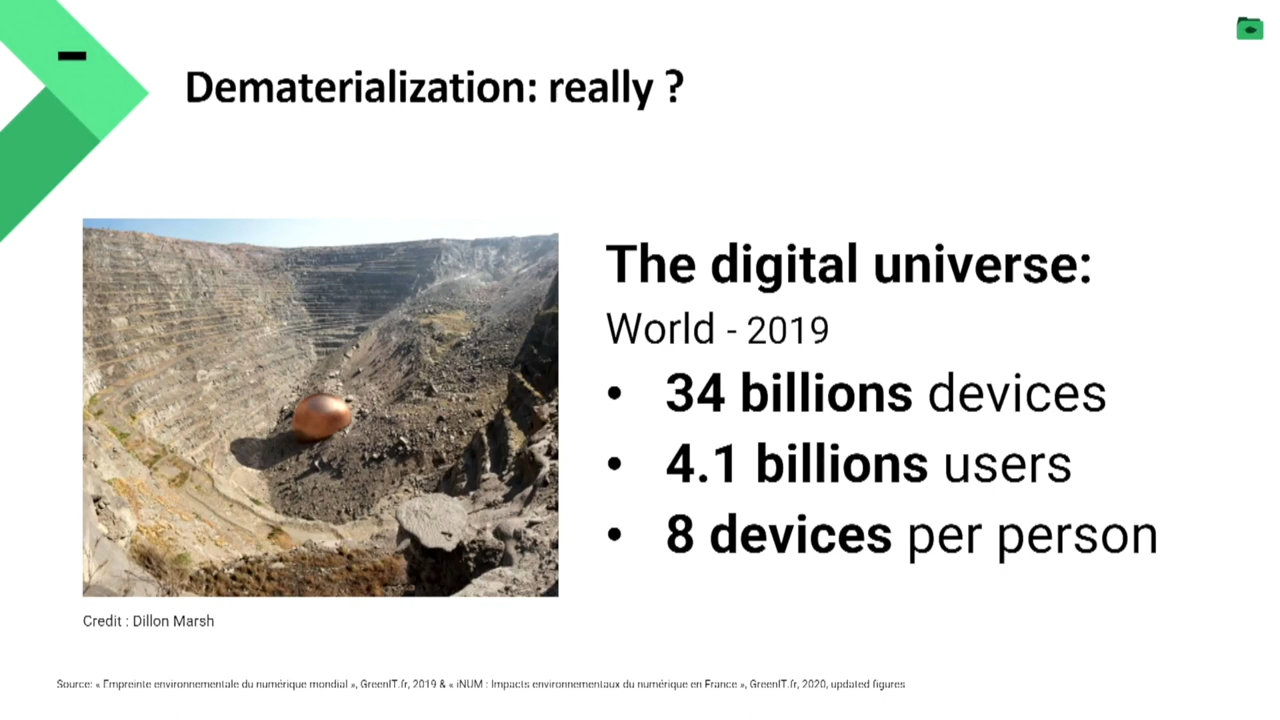 Dematerialization: really ?
The digital universe:
World - 2019
• 34 billions devices
• 4.1 billions users
• 8 devices per person
Credit : Dillon Marsh
Source: « Empreinte environnementale du numérique mondial », GreenIT.fr, 2019 & « iNUM : Impacts environnementaux du numérique en France », GreenIT.fr, 2020, updated figures